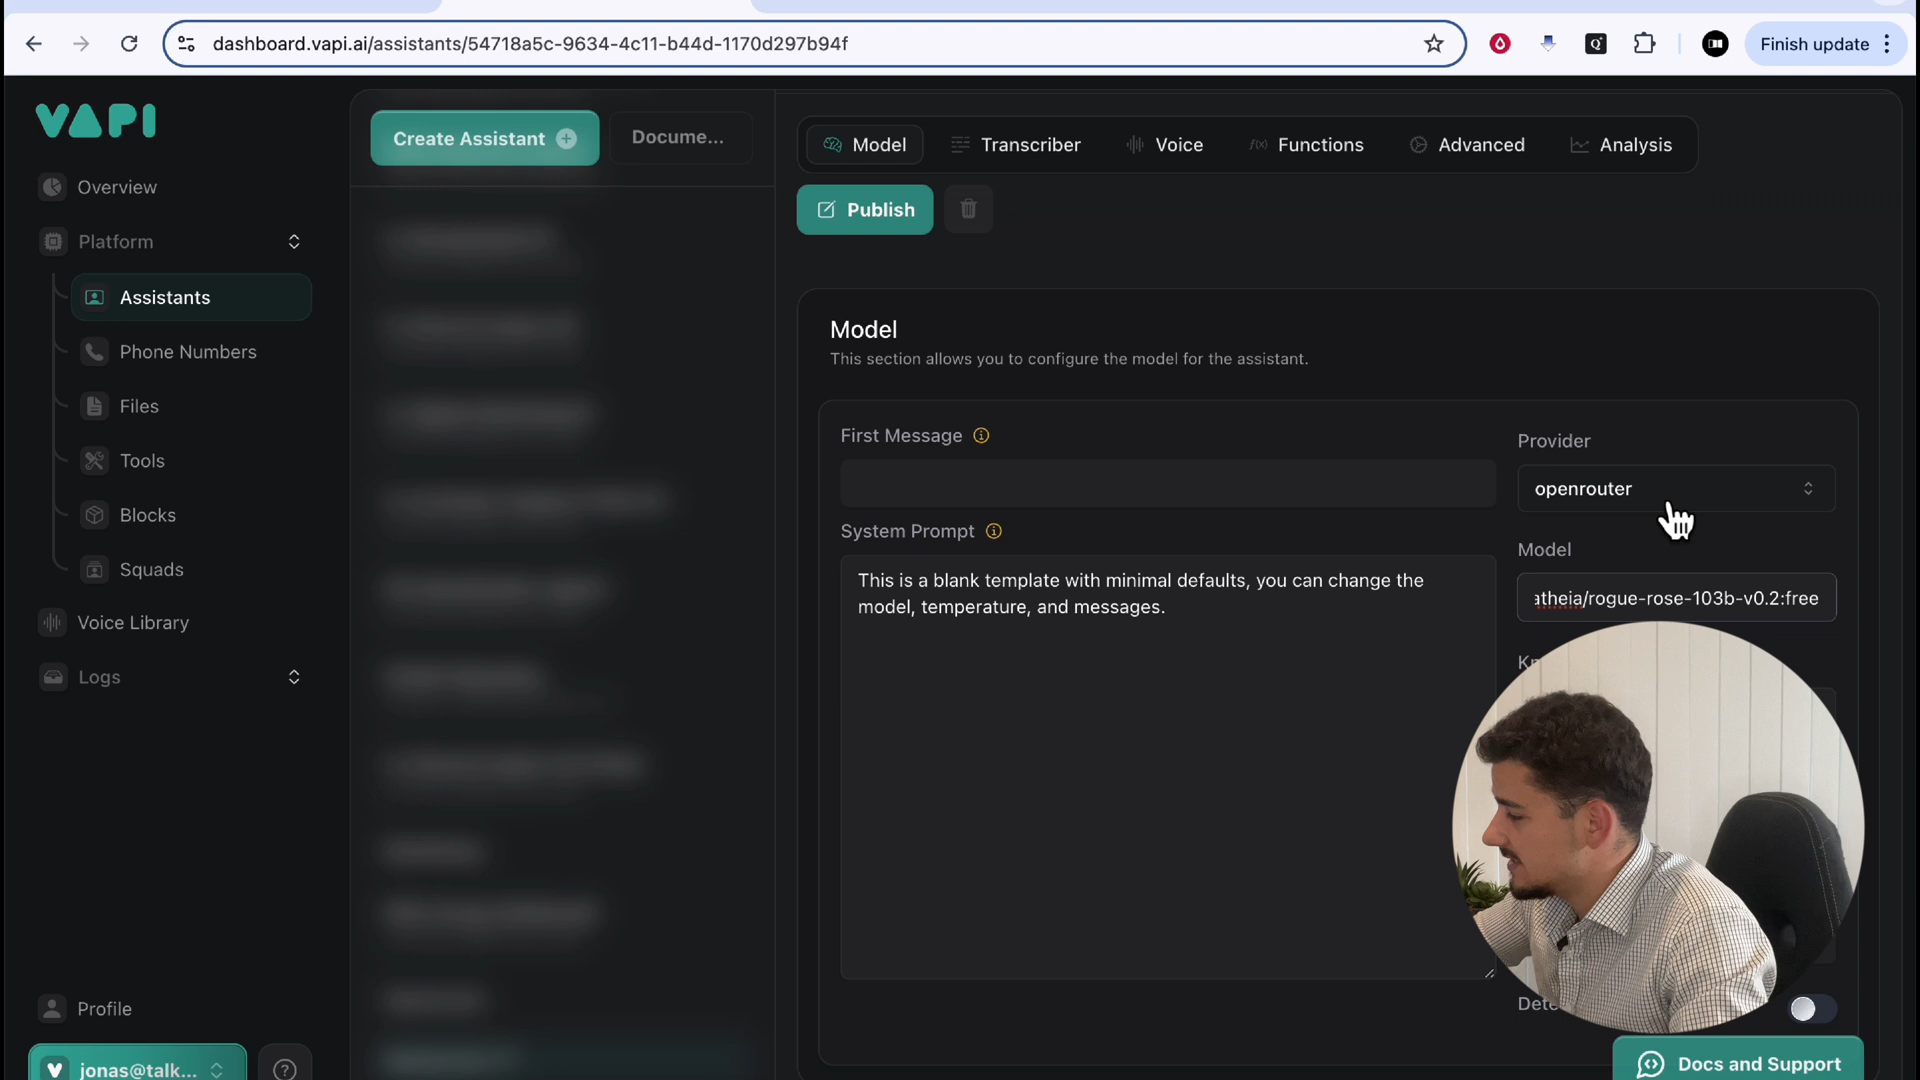 dashboard.vapi.ai/assistants/54718a5c-9634-4c11-b44d-1170d297b94f
Finish update
VAPI
Create Assistant
Docume...
Model
Transcriber
Voice
Functions
Advanced
Analysis
Publish
Overview
Platform
Assistants
Phone Numbers
Files
Tools
Blocks
Squads
Voice Library
Logs
Profile
jonas@talk...
Model
This section allows you to configure the model for the assistant.
First Message
System Prompt
This is a blank template with minimal defaults, you can change the
model, temperature, and messages.
Provider
openrouter
Model
atheia/rogue-rose-103b-v0.2:free
Docs and Support